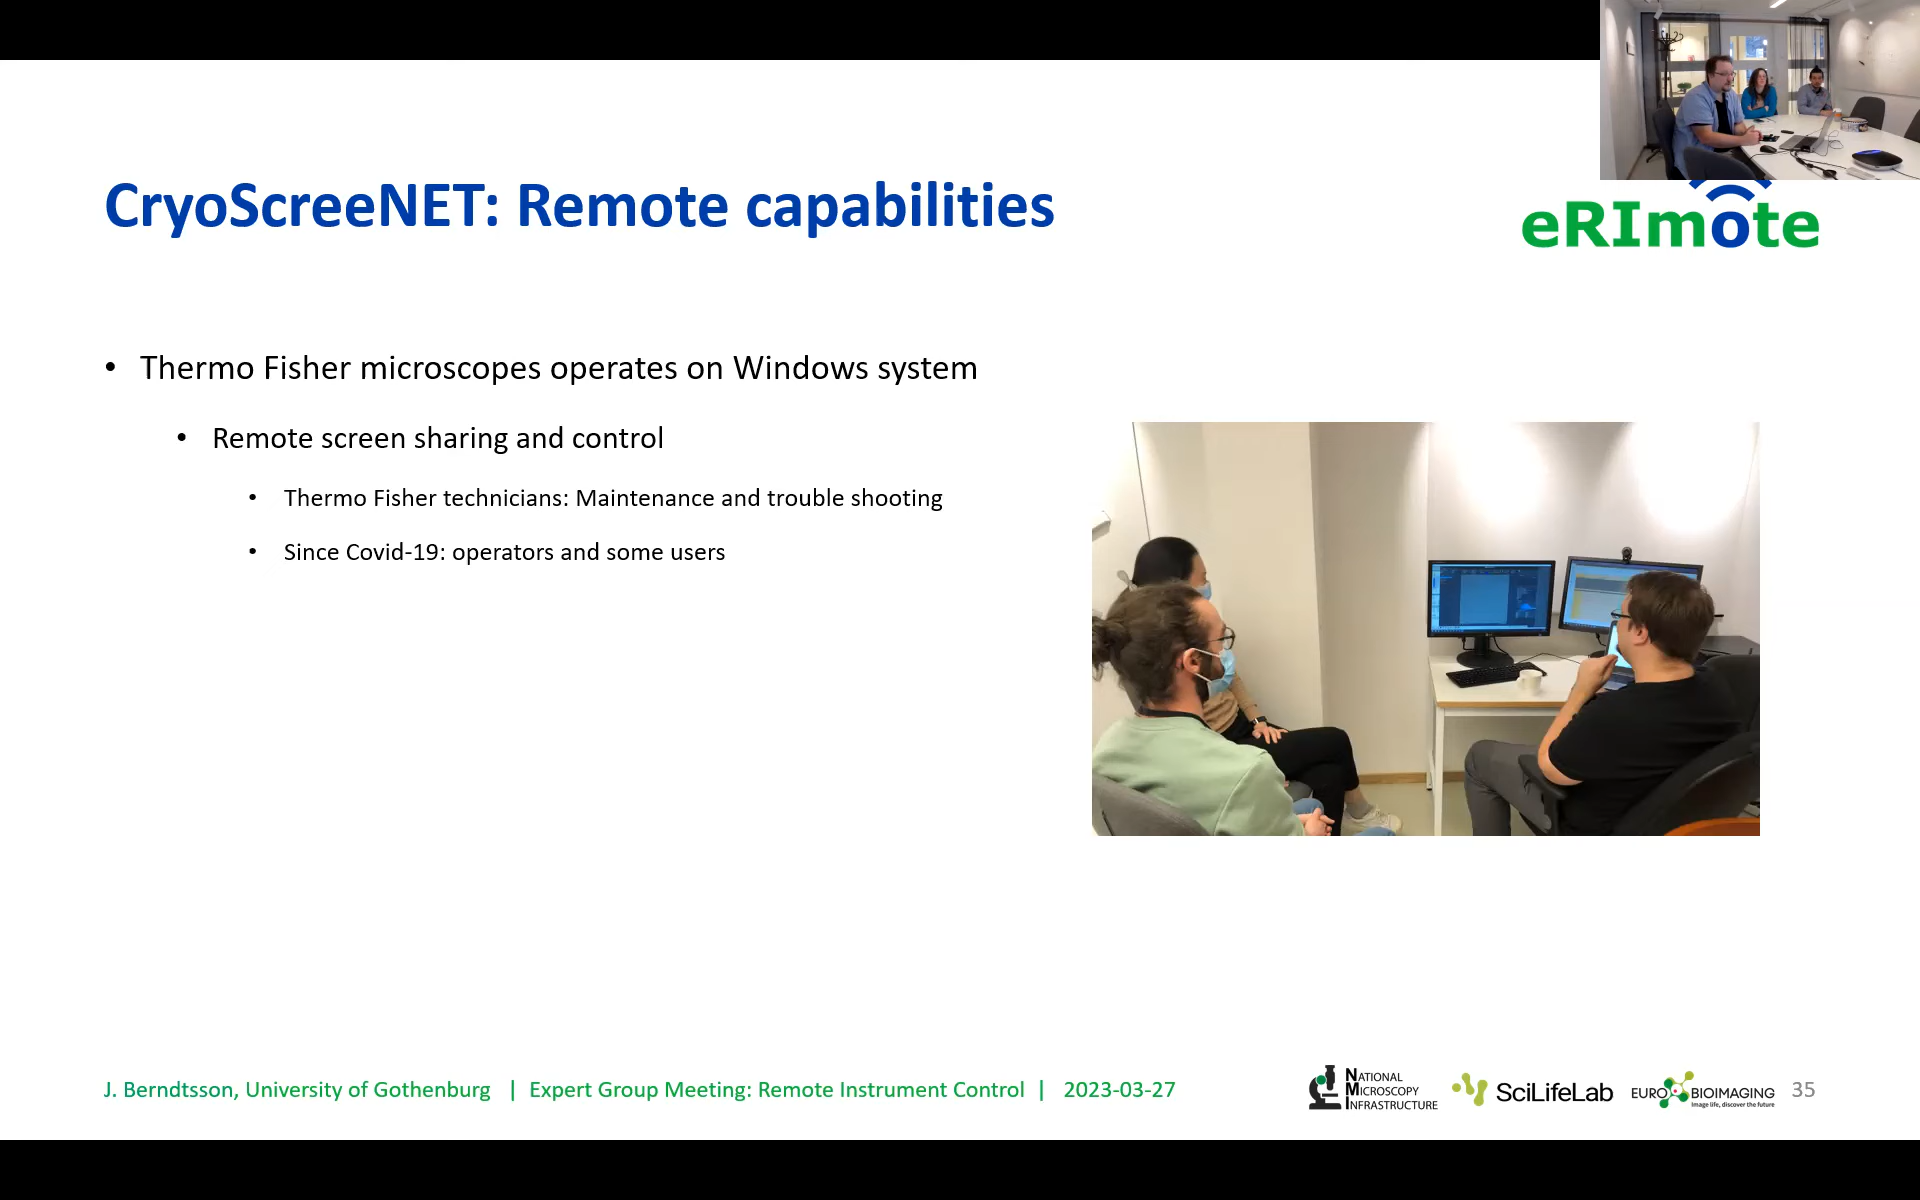 CryoScreeNET: Remote capabilities
eRImote
• Thermo Fisher microscopes operates on Windows system
• Remote screen sharing and control
• Thermo Fisher technicians: Maintenance and trouble shooting
• Since Covid-19: operators and some users
J. Berndtsson, University of Gothenburg | Expert Group Meeting: Remote Instrument Control | 2023-03-27
NATIONAL
MICROSCOPY
INFRASTRUCTURE
SciLifeLab
EURO BIOIMAGING
Image life, discover the future
35